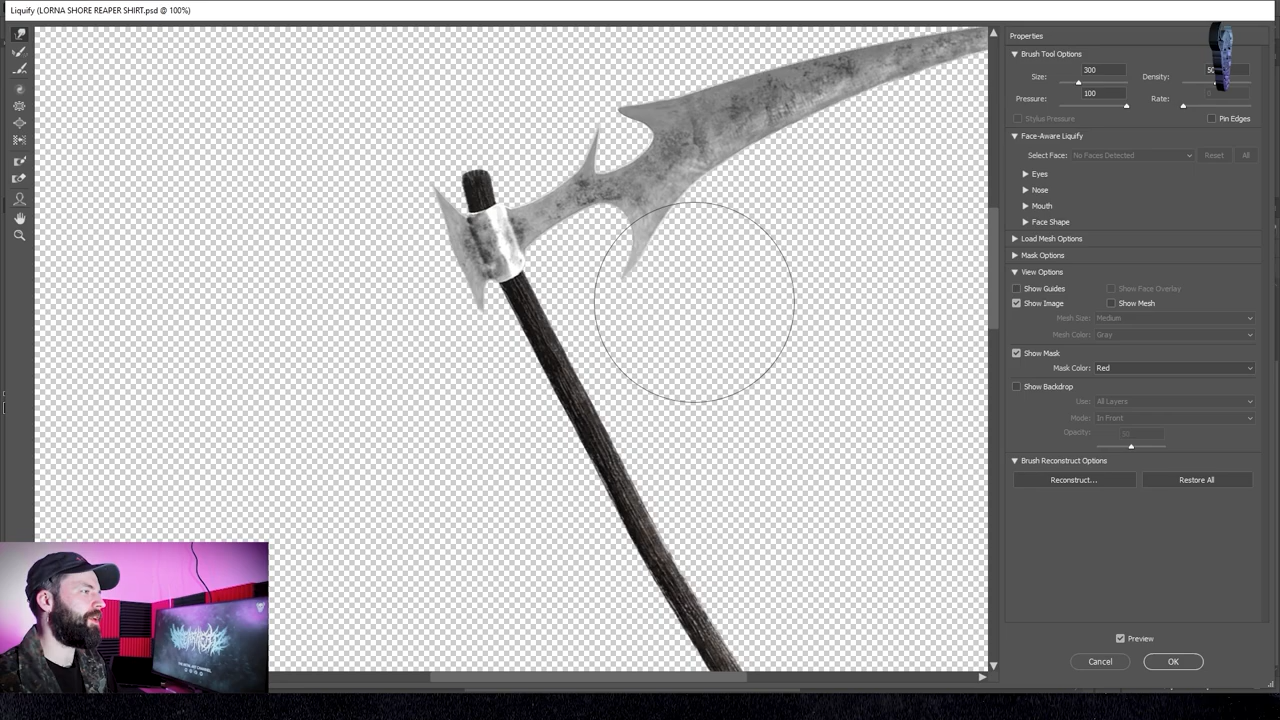 Liquify (LORNA SHORE REAPER SHIRT.psd @ 100%)
Properties
Brush Tool Options
Size: 300 Density: 50
Pressure: 100 Rate: 0
Stylus Pressure Pin Edges
Face-Aware Liquify
Select Face: No Faces Detected Reset All
Eyes
Nose
Mouth
Face Shape
Load Mesh Options
Mask Options
View Options
Show Guides Show Face Overlay
Show Image Show Mesh
Mesh Size: Medium
Mesh Color: Gray
Show Mask
Mask Color: Red
Show Backdrop
Use: All Layers
Mode: In Front
Opacity: 50
Brush Reconstruct Options
Reconstruct... Restore All
Preview
Cancel OK